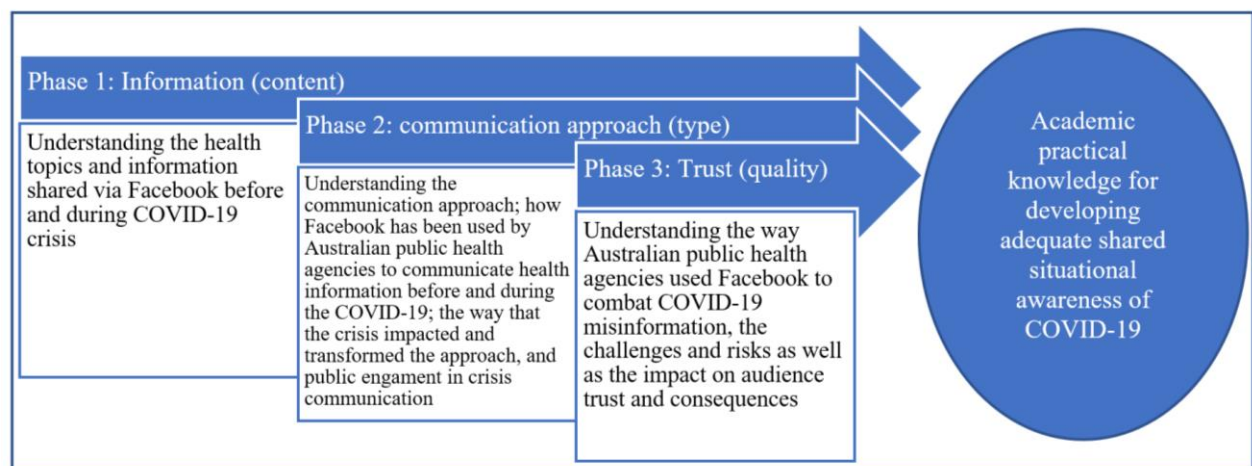 Phase 1: Information (content)
Understanding the health
topics and information
shared via Facebook before
and during COVID-19
crisis
Phase 2: communication approach (type)
Understanding the
communication approach; how
Facebook has been used by
Australian public health
agencies to communicate health
information before and during
the COVID-19; the way that
the crisis impacted and
transformed the approach, and
public engament in crisis
communication
Phase 3: Trust (quality)
Understanding the way
Australian public health
agencies used Facebook to
combat COVID-19
misinformation, the
challenges and risks as well
as the impact on audience
trust and consequences
Academic
practical
knowledge for
developing
adequate shared
situational
awareness of
COVID-19